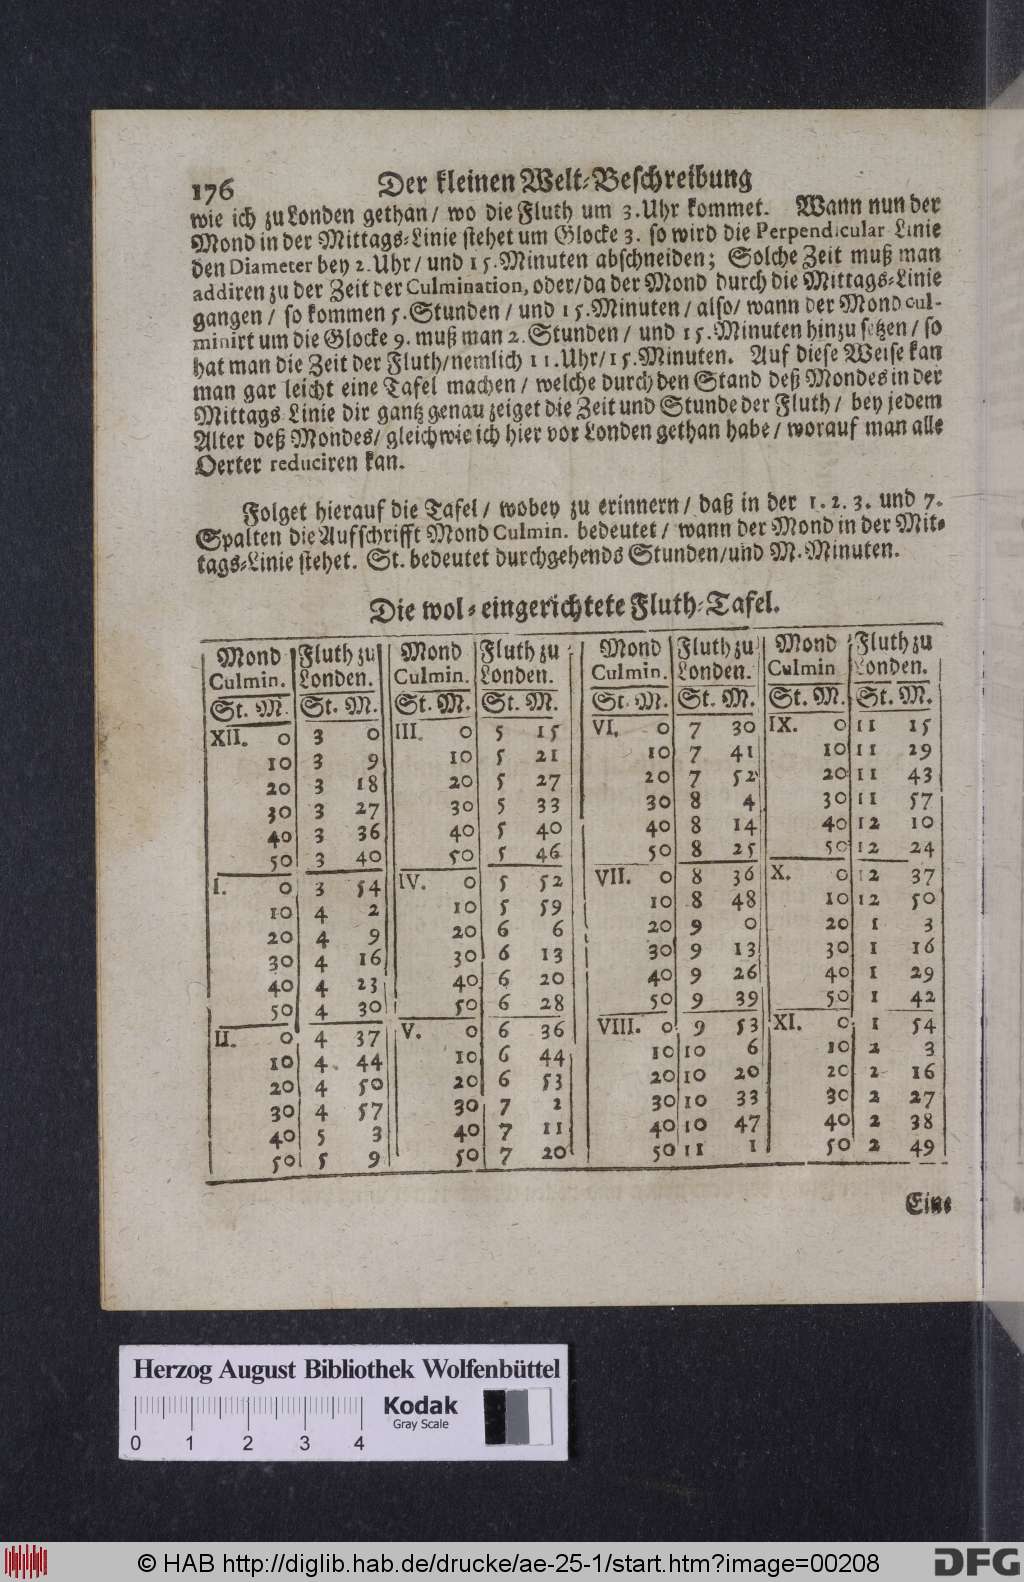 176 Der kleinen Welt-Beschreibung
wie ich zu Londen gethan / wo die Fluth um 3. Uhr kommet. Wann nun der
Mond in der Mittags-Linie stehet um Glocke 3. so wird die Perpendicular Linie
den Diameter bey 2. Uhr / und 15. Minuten abschneiden; Solche Zeit muß man
addiren zu der Zeit der Culmination, oder / da der Mond durch die Mittags-Linie
gangen / so kommen 5. Stunden / und 15. Minuten / also / wann der Mond cul-
minirt um die Glocke 9. muß man 2. Stunden / und 15. Minuten hinzu setzen / so
hat man die Zeit der Fluth / nemlich 11. Uhr / 15. Minuten. Auf diese Weise kan
man gar leicht eine Tafel machen / welche durch den Stand deß Mondes in der
Mittags Linie dir gantz genau zeiget die Zeit und Stunde der Fluth / bey jedem
Alter deß Mondes / gleichwie ich hier vor Londen gethan habe / worauf man alle
Oerter reduciren kan.
Folget hierauf die Tafel / wobey zu erinnern / daß in der 1. 2. 3. und 7.
Spalten die Aufschrifft Mond Culmin. bedeutet / wann der Mond in der Mit-
tags-Linie stehet. St. bedeutet durchgehends Stunden / und M. Minuten.
Die wol-eingerichtete Fluth-Tafel.
Mond Fluth zu Mond Fluth zu Mond Fluth zu Mond Fluth zu
Culmin. Londen. Culmin. Londen. Culmin. Londen. Culmin Londen.
St. M. St. M. St. M. St. M. St. M. St. M. St. M. St. M.
XII. 0 3 0 III. 0 5 15 VI. 0 7 30 IX. 0 11 15
10 3 9 10 5 21 10 7 41 10 11 29
20 3 18 20 5 27 20 7 52 20 11 43
30 3 27 30 5 33 30 8 4 30 11 57
40 3 36 40 5 40 40 8 14 40 12 10
50 3 40 50 5 46 50 8 25 50 12 24
I. 0 3 54 IV. 0 5 52 VII. 0 8 36 X. 0 12 37
10 4 2 10 5 59 10 8 48 10 12 50
20 4 9 20 6 6 20 9 0 20 1 3
30 4 16 30 6 13 30 9 13 30 1 16
40 4 23 40 6 20 40 9 26 40 1 29
50 4 30 50 6 28 50 9 39 50 1 42
II. 0 4 37 V. 0 6 36 VIII. 0 9 53 XI. 0 1 54
10 4 44 10 6 44 10 10 6 10 2 3
20 4 50 20 6 53 20 10 20 20 2 16
30 4 57 30 7 2 30 10 33 30 2 27
40 5 3 40 7 11 40 10 47 40 2 38
50 5 9 50 7 20 50 11 1 50 2 49
Eine
Herzog August Bibliothek Wolfenbüttel
Kodak
Gray Scale
0 1 2 3 4
© HAB http://diglib.hab.de/drucke/ae-25-1/start.htm?image=00208
DFG